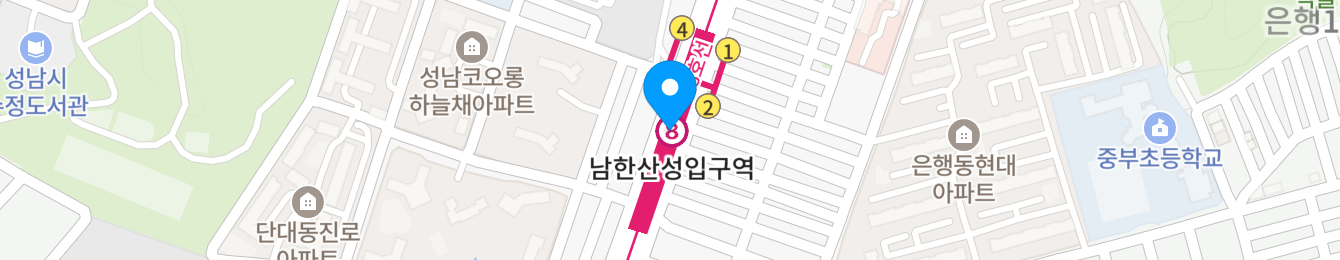 성남시
수정도서관
성남코오롱
하늘채아파트
단대동진로
아파트
4
1
호선
2
8
남한산성입구역
은행동현대
아파트
중부초등학교
은행1